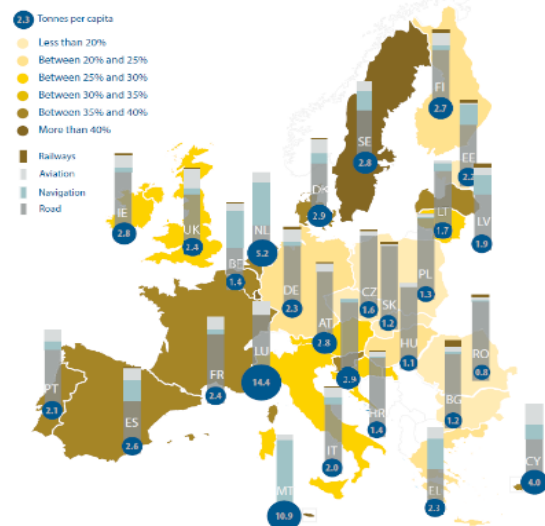 2.3 Tonnes per capita
Less than 20%
Between 20% and 25%
Between 25% and 30%
Between 30% and 35%
Between 35% and 40%
More than 40%
Railways
Aviation
Navigation
Road
FI
2.7
SE
2.8
EE
2.2
DK
2.9
IE
2.8
UK
2.4
NL
5.2
LT
1.7
LV
1.9
BE
1.4
DE
2.3
CZ
1.6
SK
1.2
PL
1.3
AT
2.8
HU
1.1
RO
0.8
LU
14.4
FR
2.4
2.9
HR
1.4
BG
1.2
PT
2.1
ES
2.6
IT
2.0
EL
2.3
CY
4.0
MT
10.9